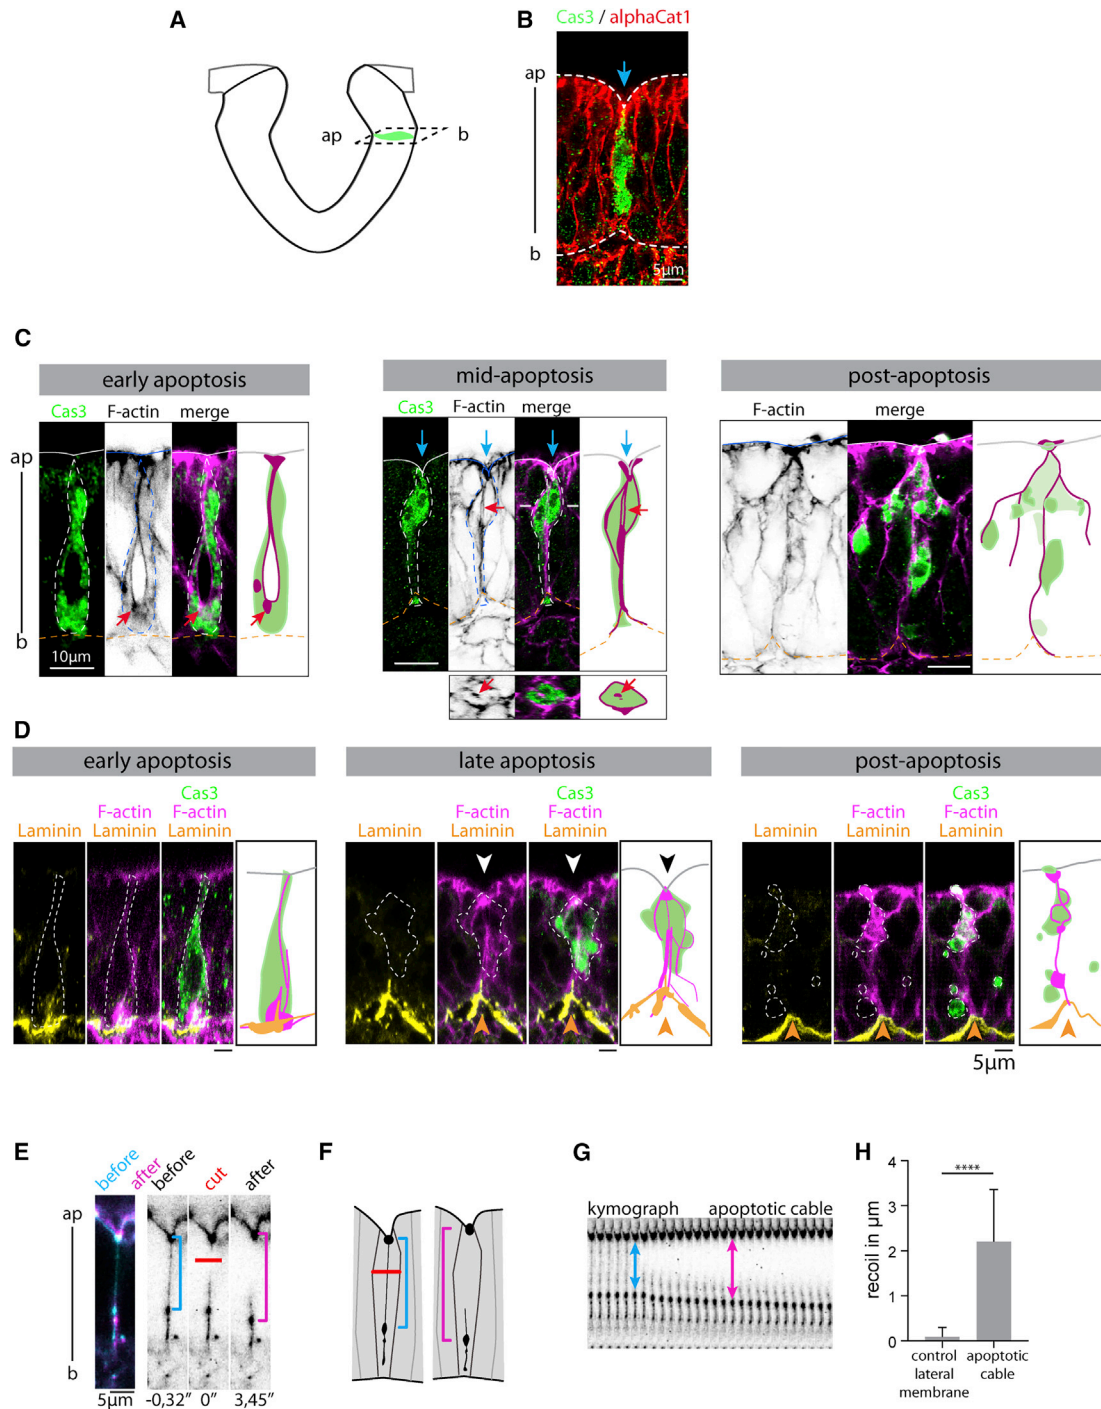 A
ap
b
B
Cas3 / alphaCat1
ap
b
5μm
C
early apoptosis
Cas3
F-actin
merge
ap
b
10μm
mid-apoptosis
Cas3
F-actin
merge
post-apoptosis
F-actin
merge
D
early apoptosis
Cas3
F-actin
F-actin
Laminin
Laminin
Laminin
late apoptosis
Cas3
F-actin
F-actin
Laminin
Laminin
Laminin
post-apoptosis
Cas3
F-actin
F-actin
Laminin
Laminin
Laminin
5μm
E
before
after
before
cut
after
ap
b
5μm
-0,32”
0”
3,45”
F
G
kymograph
apoptotic cable
H
recoil in μm
4
3
2
1
0
****
control
lateral
membrane
apoptotic
cable